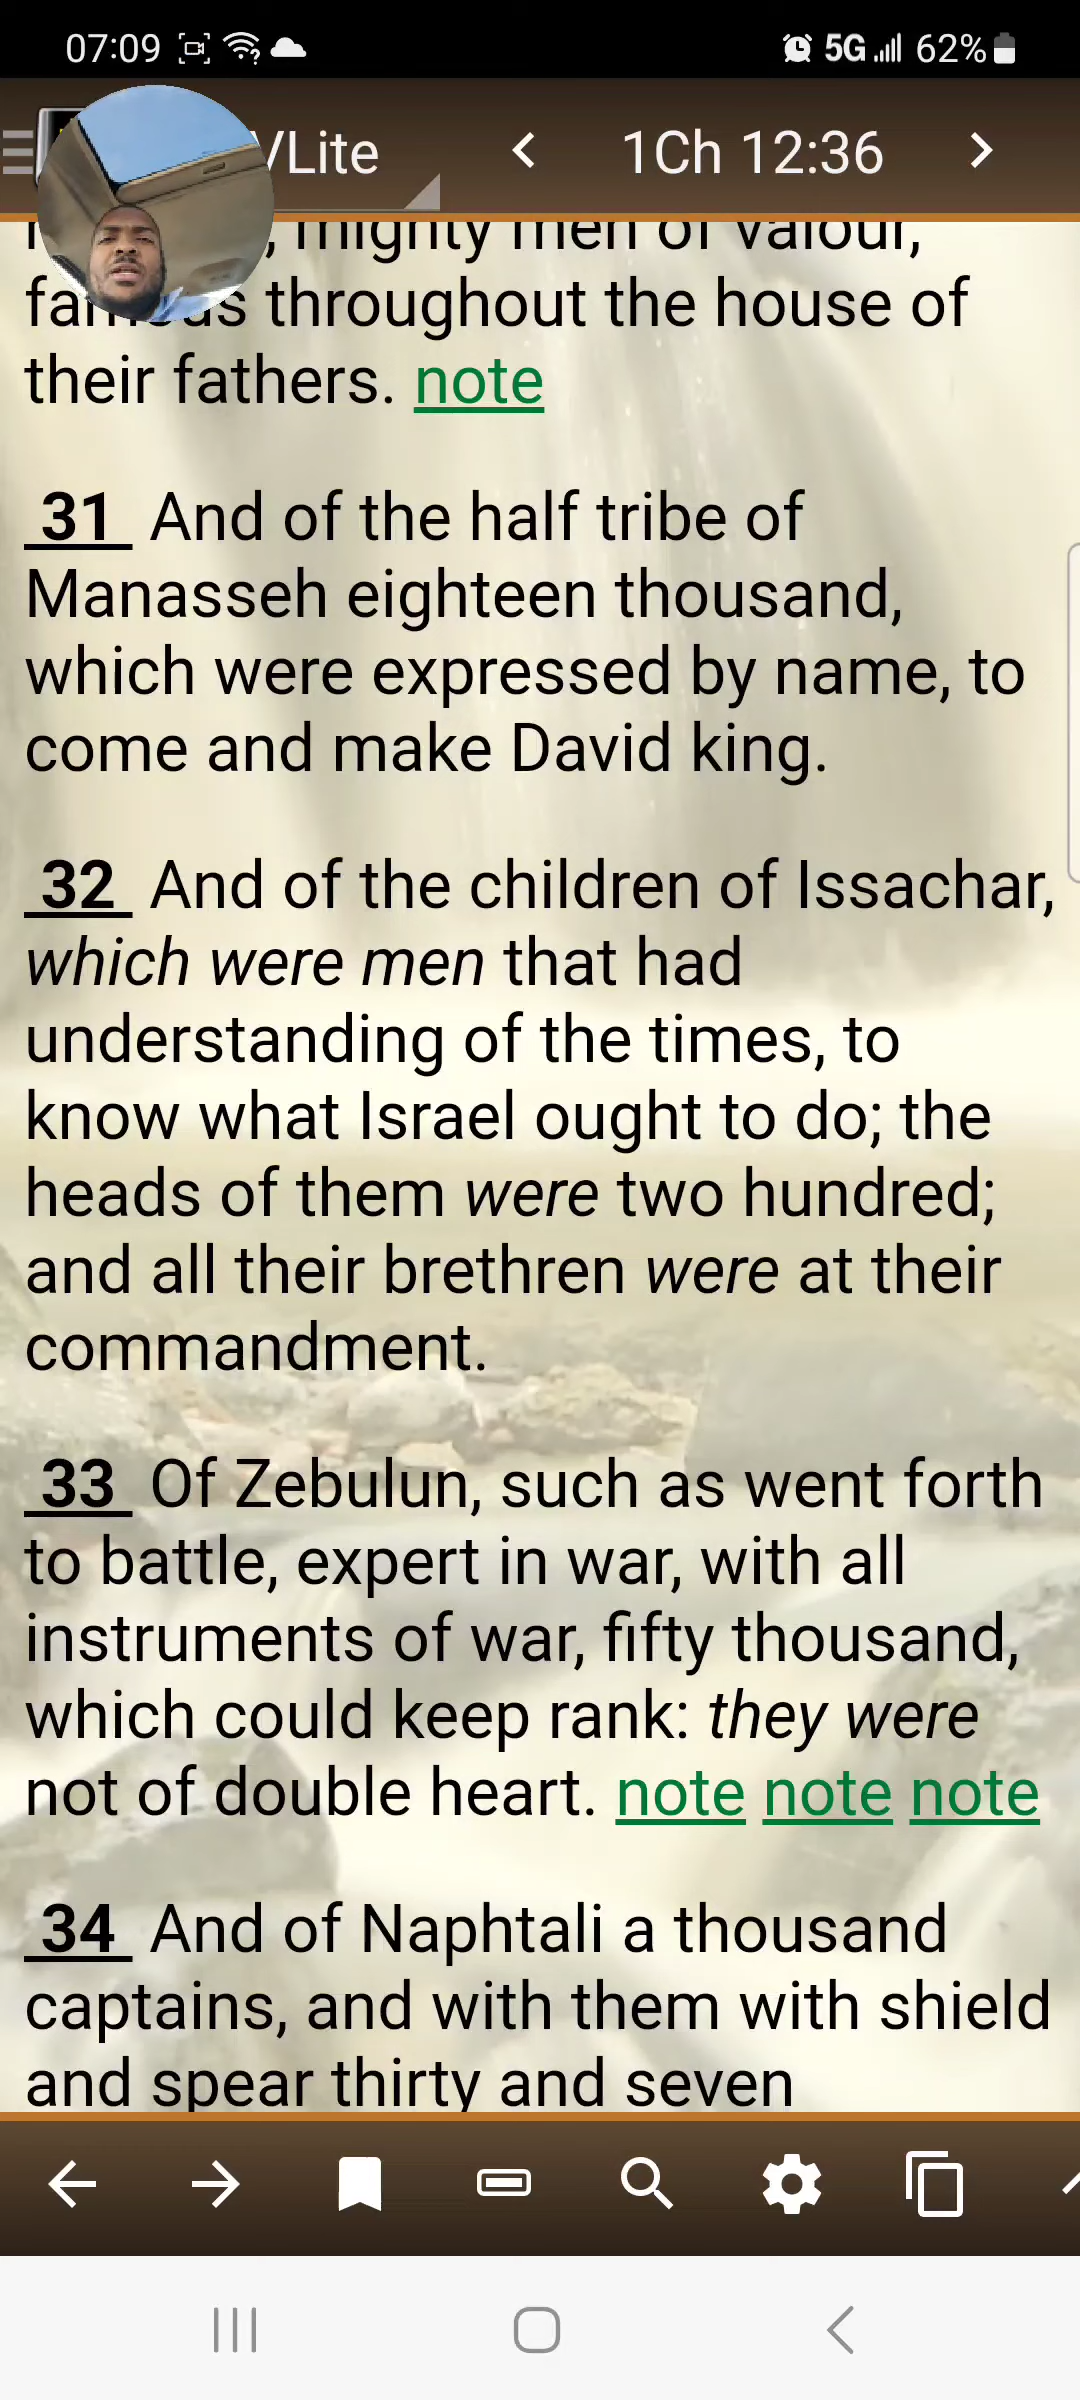 07:09 5G 62%
VLite 1Ch 12:36
, mighty men of valour,
famous throughout the house of
their fathers. note
31 And of the half tribe of
Manasseh eighteen thousand,
which were expressed by name, to
come and make David king.
32 And of the children of Issachar,
which were men that had
understanding of the times, to
know what Israel ought to do; the
heads of them were two hundred;
and all their brethren were at their
commandment.
33 Of Zebulun, such as went forth
to battle, expert in war, with all
instruments of war, fifty thousand,
which could keep rank: they were
not of double heart. note note note
34 And of Naphtali a thousand
captains, and with them with shield
and spear thirty and seven